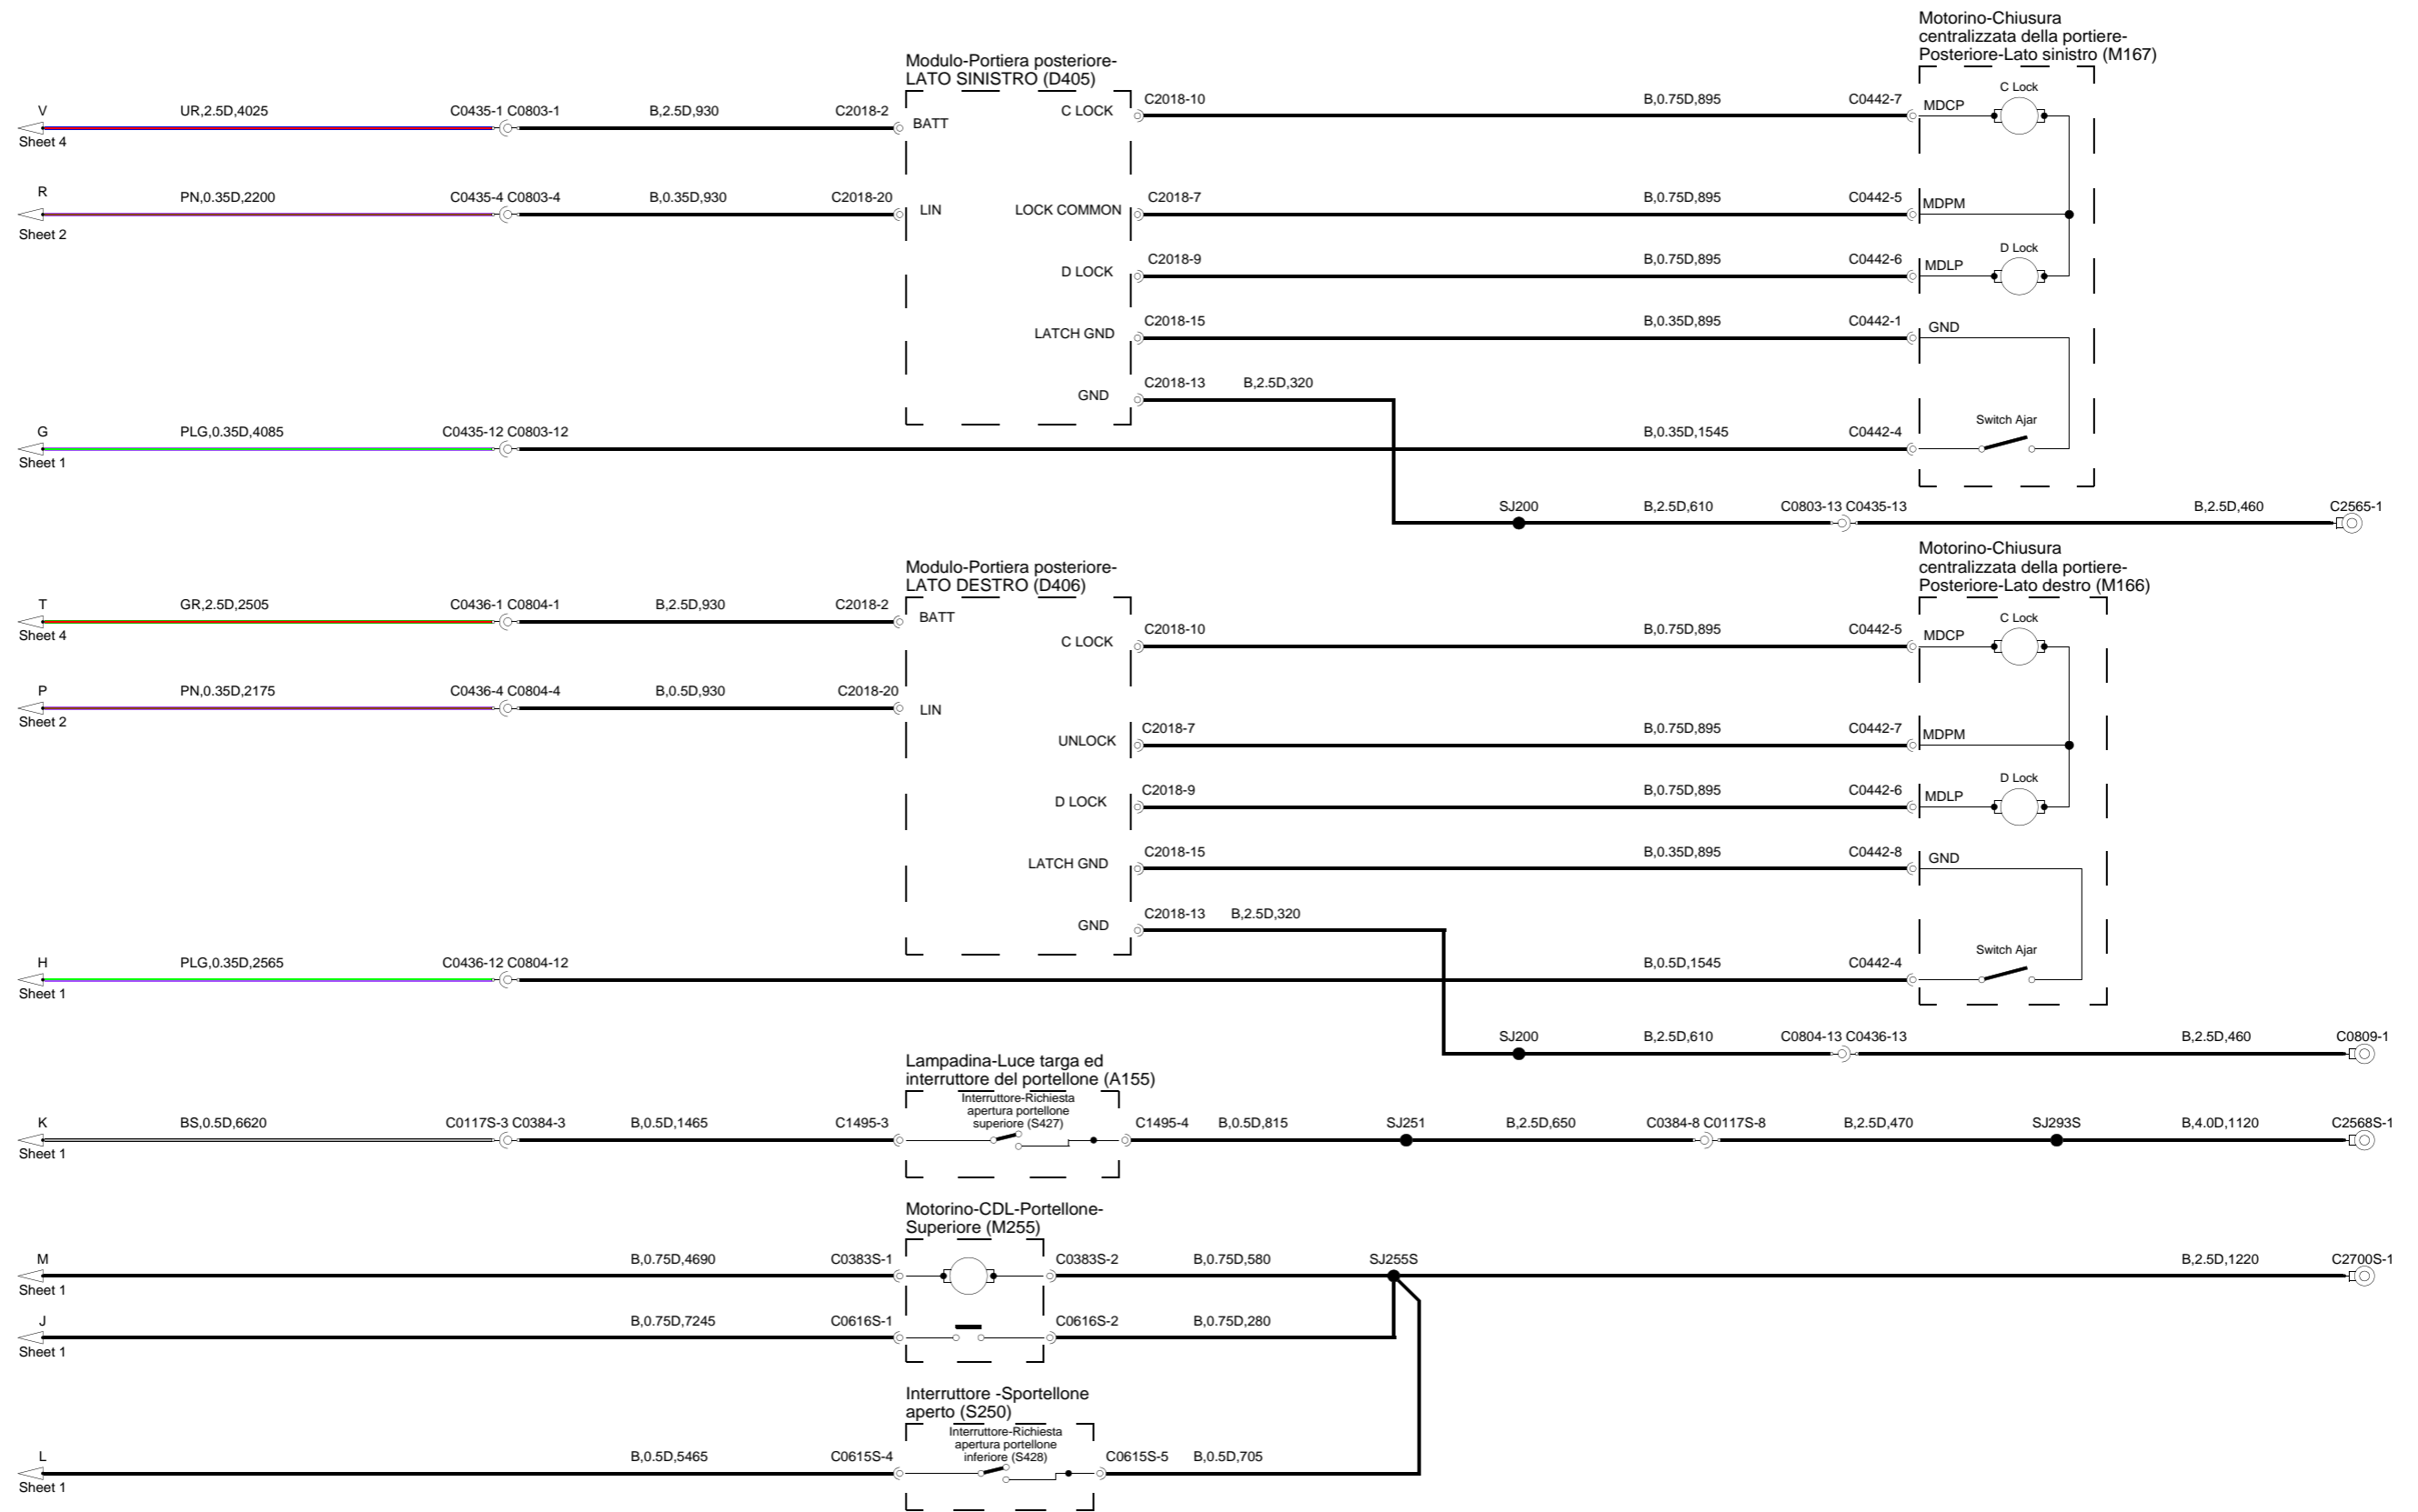 Motorino-Chiusura
centralizzata della portiere-
Posteriore-Lato sinistro (M167)
Modulo-Portiera posteriore-
LATO SINISTRO (D405)
V UR,2.5D,4025 C0435-1 C0803-1 B,2.5D,930 C2018-2 BATT C LOCK C2018-10 B,0.75D,895 C0442-7 MDCP C Lock
Sheet 4
R PN,0.35D,2200 C0435-4 C0803-4 B,0.35D,930 C2018-20 LIN LOCK COMMON C2018-7 B,0.75D,895 C0442-5 MDPM
Sheet 2
D LOCK C2018-9 B,0.75D,895 C0442-6 MDLP D Lock
LATCH GND C2018-15 B,0.35D,895 C0442-1 GND
GND C2018-13 B,2.5D,320
G PLG,0.35D,4085 C0435-12 C0803-12 B,0.35D,1545 C0442-4 Switch Ajar
Sheet 1
SJ200 B,2.5D,610 C0803-13 C0435-13 B,2.5D,460 C2565-1
Motorino-Chiusura
centralizzata della portiere-
Posteriore-Lato destro (M166)
Modulo-Portiera posteriore-
LATO DESTRO (D406)
T GR,2.5D,2505 C0436-1 C0804-1 B,2.5D,930 C2018-2 BATT
Sheet 4
C LOCK C2018-10 B,0.75D,895 C0442-5 MDCP C Lock
P PN,0.35D,2175 C0436-4 C0804-4 B,0.5D,930 C2018-20 LIN
Sheet 2
UNLOCK C2018-7 B,0.75D,895 C0442-7 MDPM
D LOCK C2018-9 B,0.75D,895 C0442-6 MDLP D Lock
LATCH GND C2018-15 B,0.35D,895 C0442-8 GND
GND C2018-13 B,2.5D,320
H PLG,0.35D,2565 C0436-12 C0804-12 B,0.5D,1545 C0442-4 Switch Ajar
Sheet 1
SJ200 B,2.5D,610 C0804-13 C0436-13 B,2.5D,460 C0809-1
Lampadina-Luce targa ed
interruttore del portellone (A155)
Interruttore-Richiesta
apertura portellone
superiore (S427)
K BS,0.5D,6620 C0117S-3 C0384-3 B,0.5D,1465 C1495-3 C1495-4 B,0.5D,815 SJ251 B,2.5D,650 C0384-8 C0117S-8 B,2.5D,470 SJ293S B,4.0D,1120 C2568S-1
Sheet 1
Motorino-CDL-Portellone-
Superiore (M255)
M B,0.75D,4690 C0383S-1 C0383S-2 B,0.75D,580 SJ255S B,2.5D,1220 C2700S-1
Sheet 1
J B,0.75D,7245 C0616S-1 C0616S-2 B,0.75D,280
Sheet 1
Interruttore -Sportellone
aperto (S250)
Interruttore-Richiesta
apertura portellone
inferiore (S428)
L B,0.5D,5465 C0615S-4 C0615S-5 B,0.5D,705
Sheet 1